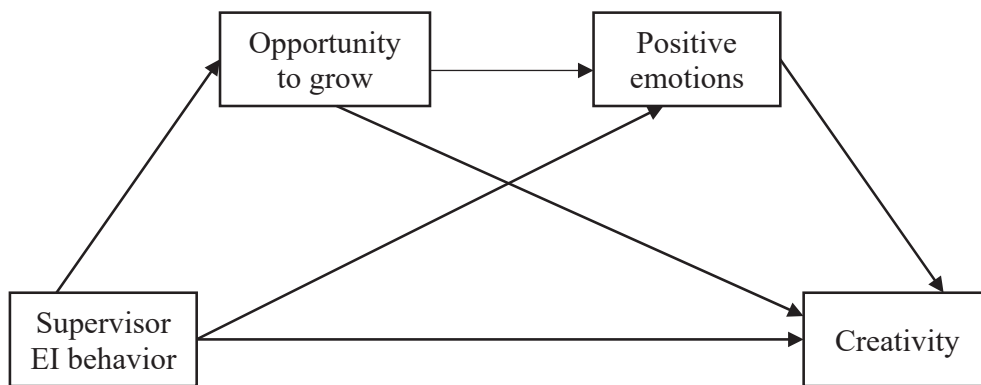 Opportunity
to grow
Positive
emotions
Supervisor
EI behavior
Creativity